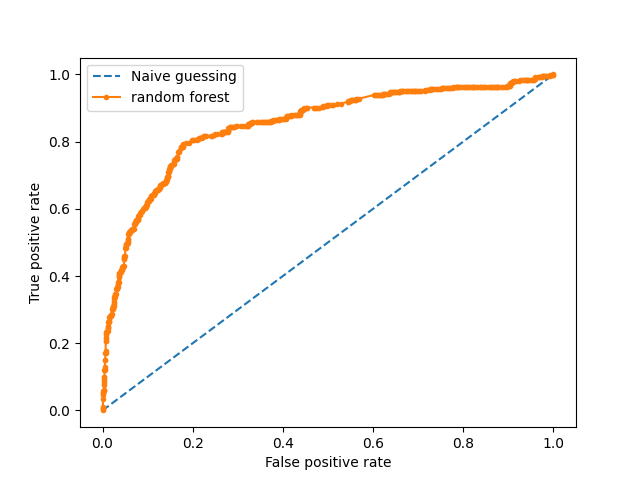 Naive guessing
random forest
1.0
0.8
0.6
0.4
0.2
0.0
True positive rate
0.0 0.2 0.4 0.6 0.8 1.0
False positive rate